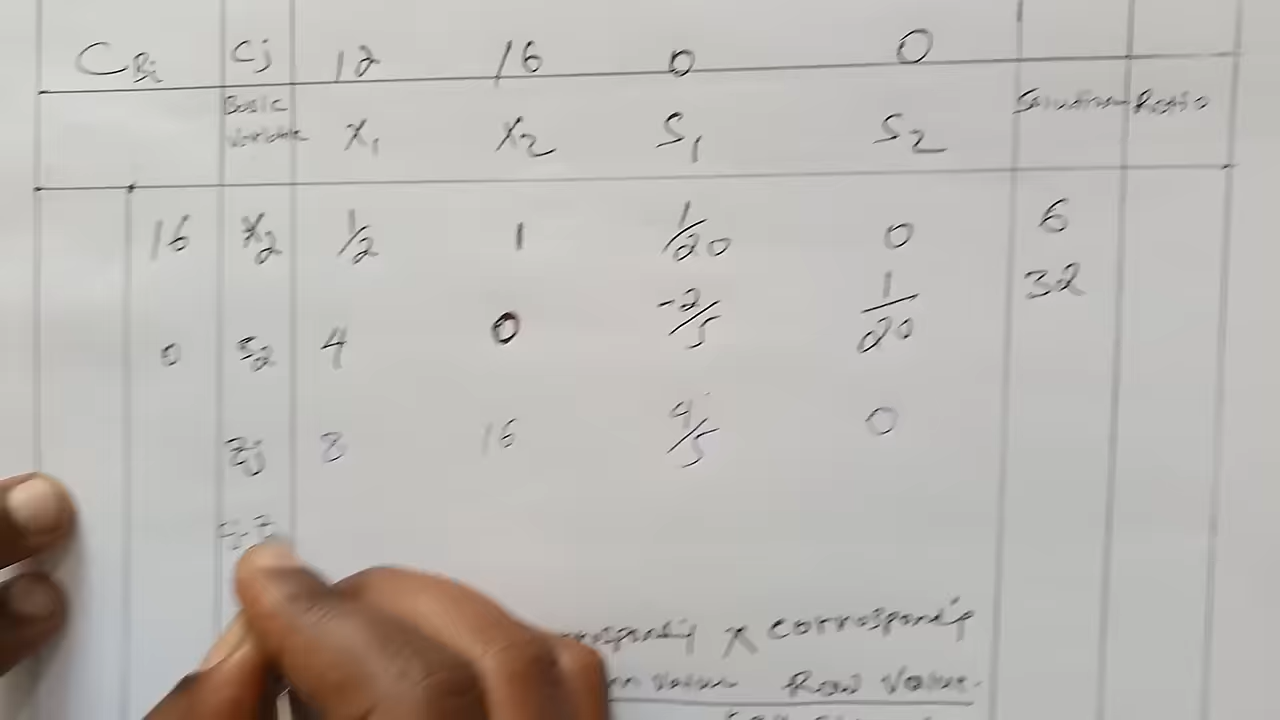 CBi Cj 12 16 0 0
Basic Variable x1 x2 S1 S2 Solution Ratio
16 x2 1/2 1 1/20 0 6
0 S2 4 0 -2/5 1/20 32
Zj 8 16 4/5 0
x corresponding
Row Value